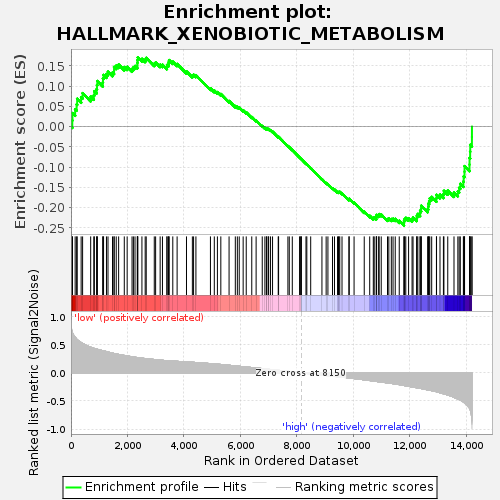 Enrichment plot:
HALLMARK_XENOBIOTIC_METABOLISM
Enrichment score (ES)
0.15
0.10
0.05
0.00
-0.05
-0.10
-0.15
-0.20
-0.25
'low' (positively correlated)
Ranked list metric (Signal2Noise)
1.0
0.5
0.0
-0.5
-1.0
Zero cross at 8150
'high' (negatively correlated)
0
2,000
4,000
6,000
8,000
10,000
12,000
14,000
Rank in Ordered Dataset
Enrichment profile
Hits
Ranking metric scores